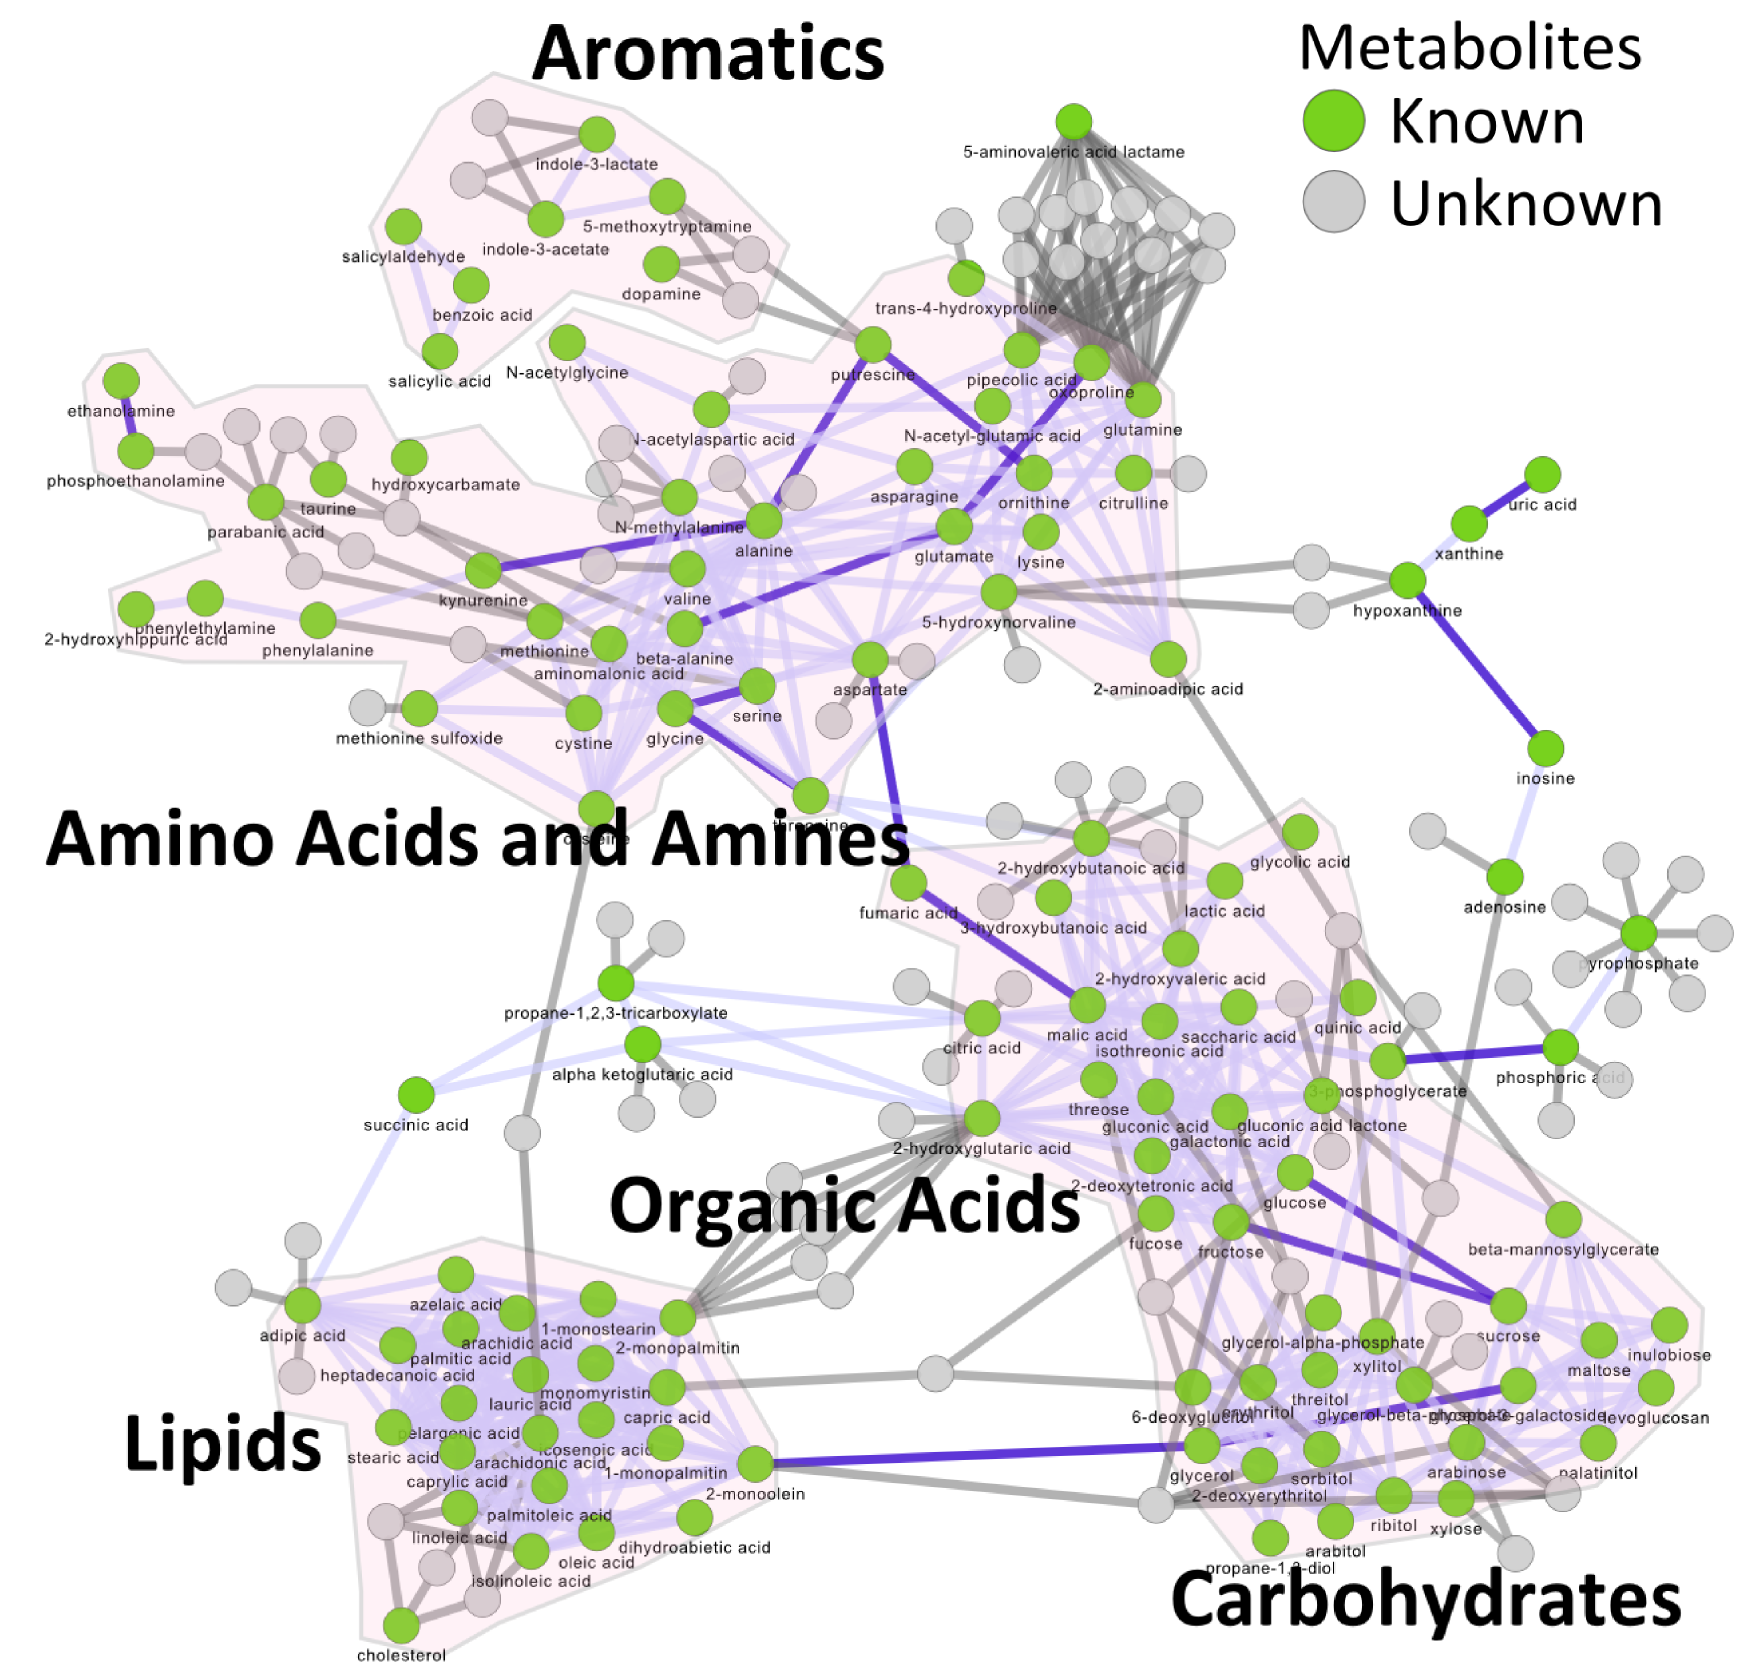 Aromatics
Metabolites
Known
Unknown
5-aminovaleric acid lactame
indole-3-lactate
5-methoxytryptamine
indole-3-acetate
salicylaldehyde
dopamine
benzoic acid
trans-4-hydroxyproline
salicylic acid
N-acetylglycine
putrescine
pipecolic acid
oxoproline
ethanolamine
N-acetylaspartic acid
N-acetyl-glutamic acid
glutamine
phosphoethanolamine
hydroxycarbamate
taurine
asparagine
ornithine
citrulline
uric acid
parabanic acid
N-methylalanine
alanine
glutamate
lysine
xanthine
kynurenine
valine
hypoxanthine
phenylethylamine
2-hydroxyhippuric acid
phenylalanine
methionine
beta-alanine
5-hydroxynorvaline
aminomalonic acid
aspartate
2-aminoadipic acid
methionine sulfoxide
cystine
glycine
serine
inosine
threonine
cysteine
Amino Acids and Amines
2-hydroxybutanoic acid
glycolic acid
fumaric acid
3-hydroxybutanoic acid
lactic acid
adenosine
pyrophosphate
2-hydroxyvaleric acid
propane-1,2,3-tricarboxylate
citric acid
malic acid
isothreonic acid
saccharic acid
quinic acid
alpha ketoglutaric acid
3-phosphoglycerate
phosphoric acid
succinic acid
threose
gluconic acid
gluconic acid lactone
galactonic acid
2-hydroxyglutaric acid
2-deoxytetronic acid
Organic Acids
glucose
fucose
fructose
beta-mannosylglycerate
azelaic acid
adipic acid
arachidic acid
1-monostearin
2-monopalmitin
palmitic acid
heptadecanoic acid
glycerol-alpha-phosphate
sucrose
xylitol
maltose
inulobiose
lauric acid
monomyristin
capric acid
threitol
erythritol
6-deoxyglucitol
glycerol-beta-phosphate
glycerol-3-galactoside
levoglucosan
Lipids
pelargonic acid
stearic acid
icosenoic acid
arachidonic acid
1-monopalmitin
caprylic acid
2-monoolein
glycerol
sorbitol
arabinose
palatinitol
2-deoxyerythritol
palmitoleic acid
linoleic acid
oleic acid
dihydroabietic acid
ribitol
xylose
arabitol
isolinoleic acid
propane-1,3-diol
Carbohydrates
cholesterol